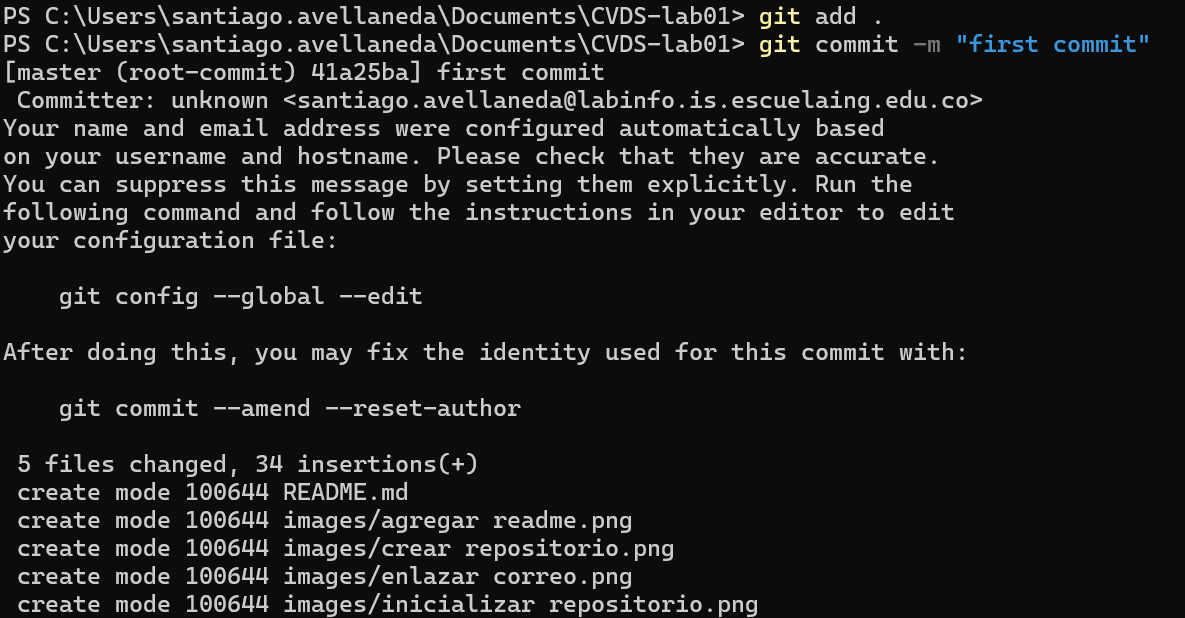 PS C:\Users\santiago.avellaneda\Documents\CVDS-lab01> git add .
PS C:\Users\santiago.avellaneda\Documents\CVDS-lab01> git commit -m "first commit"
[master (root-commit) 41a25ba] first commit
 Committer: unknown <santiago.avellaneda@labinfo.is.escuelaing.edu.co>
Your name and email address were configured automatically based
on your username and hostname. Please check that they are accurate.
You can suppress this message by setting them explicitly. Run the
following command and follow the instructions in your editor to edit
your configuration file:

    git config --global --edit

After doing this, you may fix the identity used for this commit with:

    git commit --amend --reset-author

 5 files changed, 34 insertions(+)
 create mode 100644 README.md
 create mode 100644 images/agregar readme.png
 create mode 100644 images/crear repositorio.png
 create mode 100644 images/enlazar correo.png
 create mode 100644 images/inicializar repositorio.png